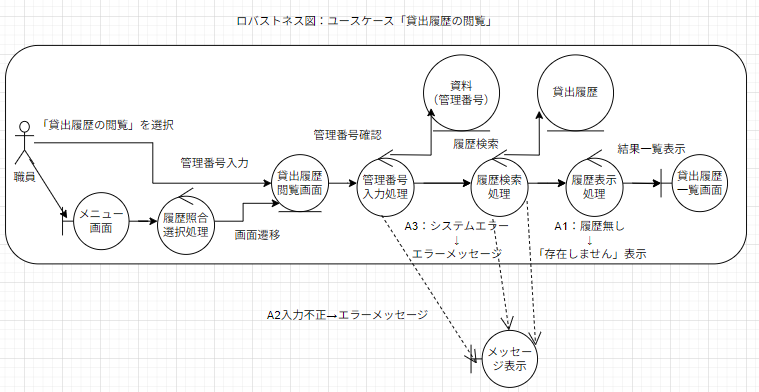 ロバストネス図：ユースケース「貸出履歴の閲覧」
資料
（管理番号）
貸出履歴
「貸出履歴の閲覧」を選択
管理番号確認
履歴検索
結果一覧表示
管理番号入力
職員
貸出履歴
閲覧画面
管理番号
入力処理
履歴検索
処理
履歴表示
処理
貸出履歴
一覧画面
メニュー
画面
履歴照合
選択処理
画面遷移
A3：システムエラー
↓
エラーメッセージ
A1：履歴無し
↓
「存在しません」表示
A2入力不正→エラーメッセージ
メッセー
ジ表示